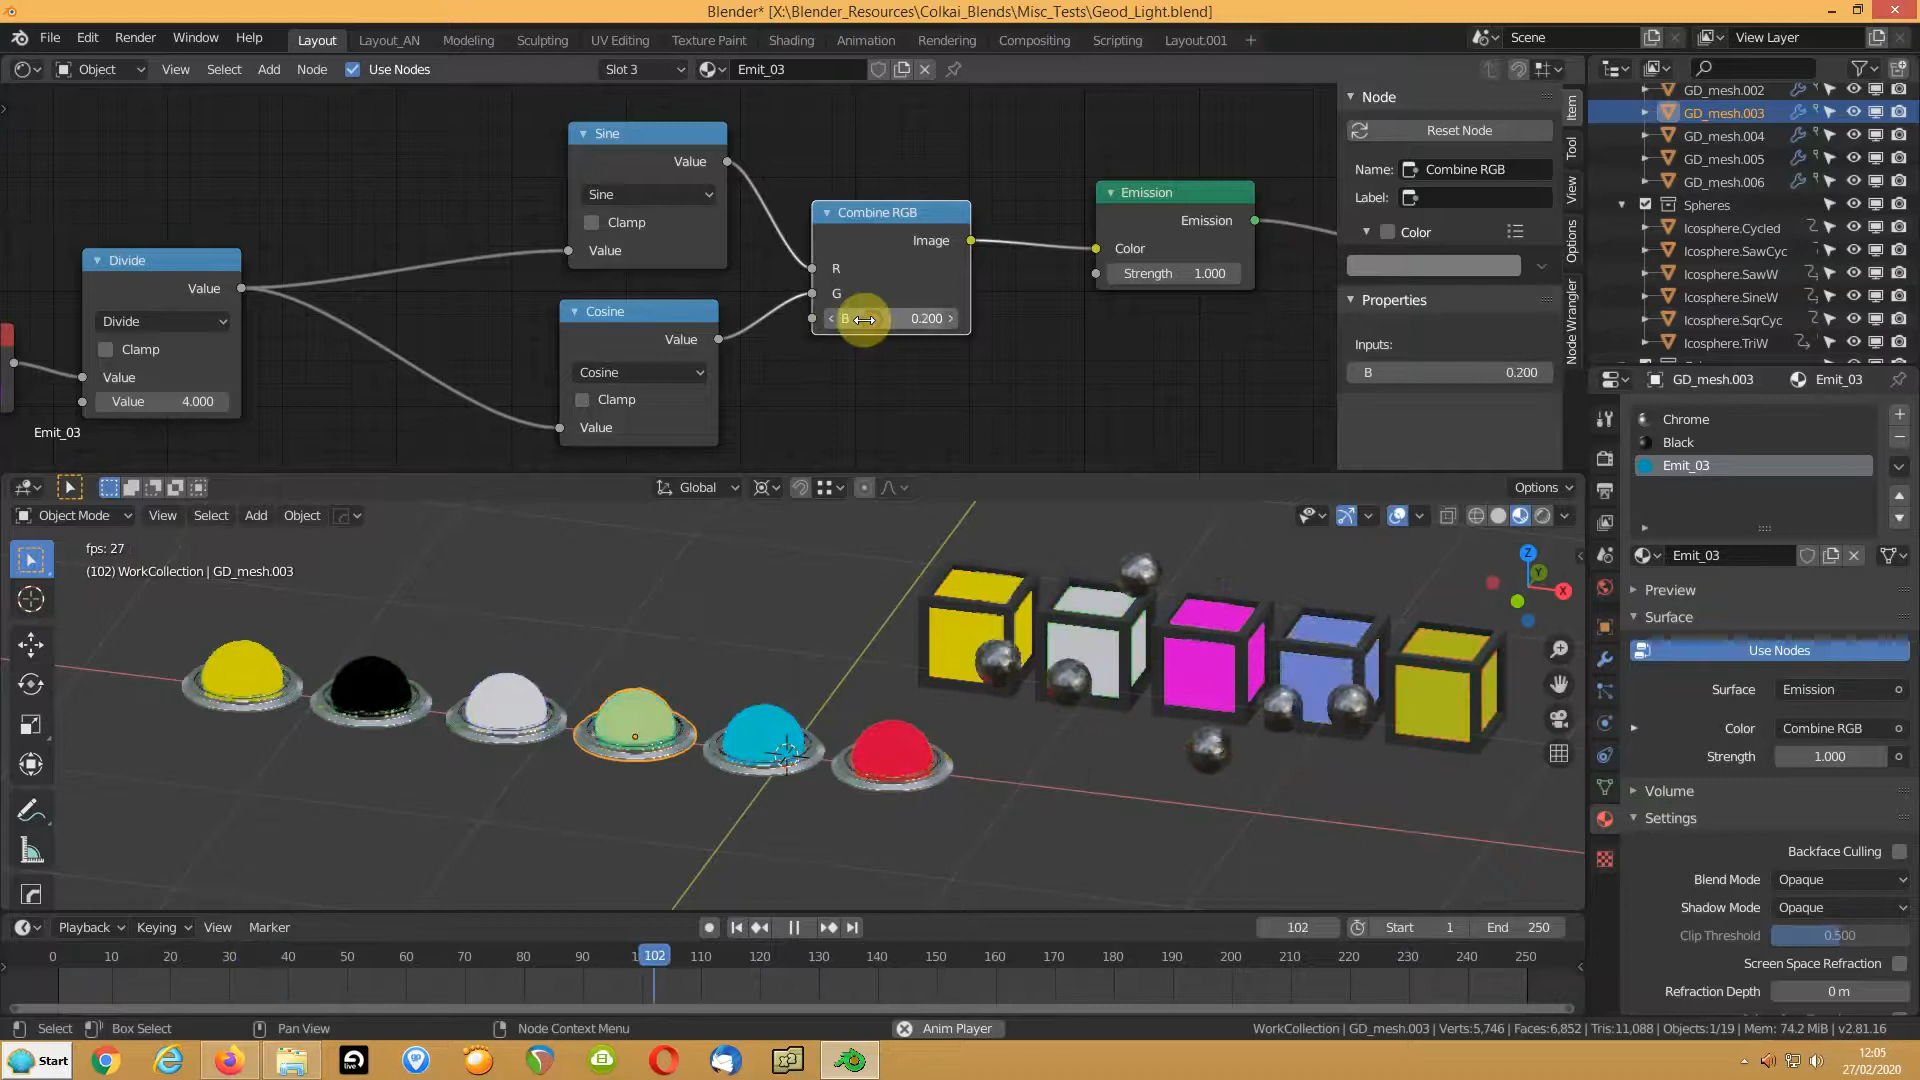 Blender* [X:\Blender_Resources\Colkai_Blends\Misc_Tests\Geod_Light.blend]
File Edit Render Window Help Layout Layout_AN Modeling Sculpting UV Editing Texture Paint Shading Animation Rendering Compositing Scripting Layout.001 + Scene View Layer
Object View Select Add Node Use Nodes Slot 3 Emit_03
Sine
Value
Sine
Clamp
Value
Divide
Value
Divide
Clamp
Value
Value 4.000
Emit_03
Cosine
Value
Cosine
Clamp
Value
Combine RGB
Image
R
G
B 0.200
Emission
Emission
Color
Strength 1.000
Node
Reset Node
Name: Combine RGB
Label:
Color
Properties
Inputs:
B 0.200
Item
Tool
View
Options
Node Wrangler
GD_mesh.002
GD_mesh.003
GD_mesh.004
GD_mesh.005
GD_mesh.006
Spheres
Icosphere.Cycled
Icosphere.SawCyc
Icosphere.SawW
Icosphere.SineW
Icosphere.SqrCyc
Icosphere.TriW
GD_mesh.003 Emit_03
Chrome
Black
Emit_03
Emit_03
Preview
Surface
Use Nodes
Surface Emission
Color Combine RGB
Strength 1.000
Volume
Settings
Backface Culling
Blend Mode Opaque
Shadow Mode Opaque
Clip Threshold 0.500
Screen Space Refraction
Refraction Depth 0 m
Global Options
Object Mode View Select Add Object
fps: 27
(102) WorkCollection | GD_mesh.003
Z
Y
X
Playback Keying View Marker 102 Start 1 End 250
0 10 20 30 40 50 60 70 80 90 102 110 120 130 140 150 160 170 180 190 200 210 220 230 240 250
Select Box Select Pan View Node Context Menu Anim Player WorkCollection | GD_mesh.003 | Verts:5,746 | Faces:6,852 | Tris:11,088 | Objects:1/19 | Mem: 74.2 MiB | v2.81.16
Start
live
12:05
27/02/2020